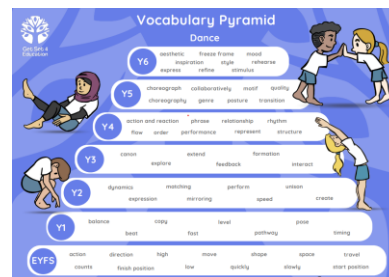 Get Set 4
Education
Vocabulary Pyramid
Dance
Y6
aesthetic freeze frame mood
inspiration style rehearse
express refine stimulus
Y5
choreograph collaboratively motif quality
choreography genre posture transition
Y4
action and reaction phrase relationship rhythm
flow order performance represent structure
Y3
canon extend formation
explore feedback interact
Y2
dynamics matching perform unison
expression mirroring speed create
Y1
balance copy level pose
beat fast pathway timing
EYFS
action direction high move shape space travel
counts finish position low quickly slowly start position